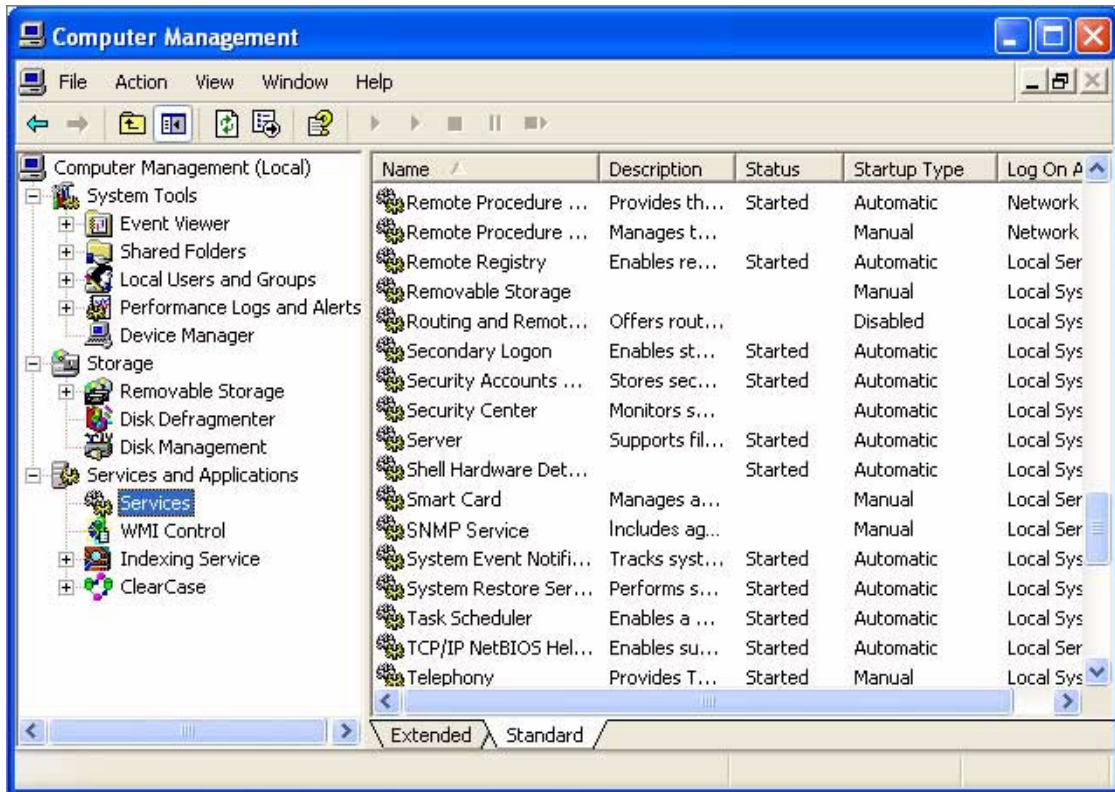 Computer Management
File Action View Window Help
Computer Management (Local)
System Tools
Event Viewer
Shared Folders
Local Users and Groups
Performance Logs and Alerts
Device Manager
Storage
Removable Storage
Disk Defragmenter
Disk Management
Services and Applications
Services
WMI Control
Indexing Service
ClearCase
Name Description Status Startup Type Log On A
Remote Procedure ... Provides th... Started Automatic Network
Remote Procedure ... Manages t... Manual Network
Remote Registry Enables re... Started Automatic Local Ser
Removable Storage Manual Local Sys
Routing and Remot... Offers rout... Disabled Local Sys
Secondary Logon Enables st... Started Automatic Local Sys
Security Accounts ... Stores sec... Started Automatic Local Sys
Security Center Monitors s... Automatic Local Sys
Server Supports fil... Started Automatic Local Sys
Shell Hardware Det... Started Automatic Local Sys
Smart Card Manages a... Manual Local Ser
SNMP Service Includes ag... Manual Local Ser
System Event Notifi... Tracks syst... Started Automatic Local Sys
System Restore Ser... Performs s... Started Automatic Local Sys
Task Scheduler Enables a ... Started Automatic Local Sys
TCP/IP NetBIOS Hel... Enables su... Started Automatic Local Ser
Telephony Provides T... Started Manual Local Sys
Extended Standard